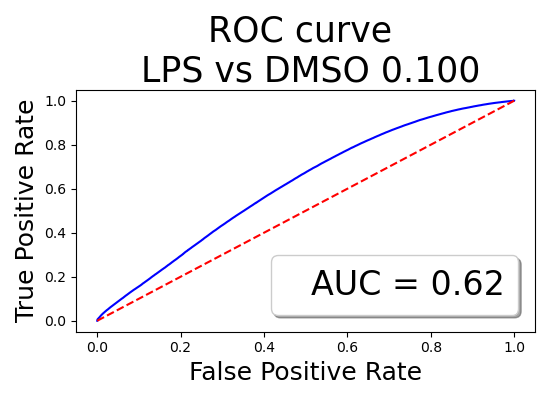 ROC curve
LPS vs DMSO 0.100
True Positive Rate
1.0
0.8
0.6
0.4
0.2
0.0
AUC = 0.62
0.0 0.2 0.4 0.6 0.8 1.0
False Positive Rate